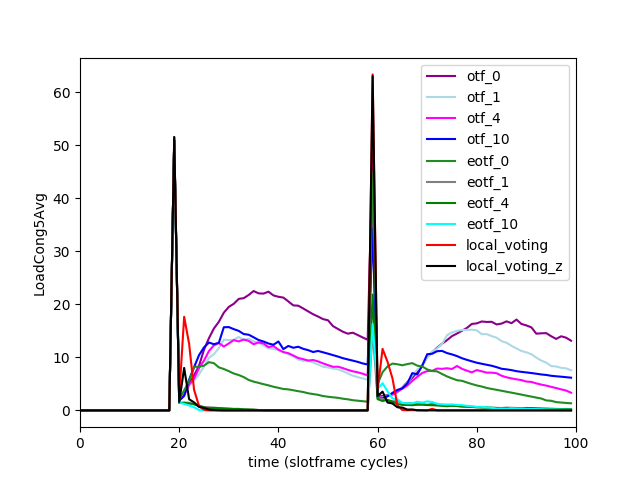 LoadCong5Avg
60
50
40
30
20
10
0
0 20 40 60 80 100
time (slotframe cycles)
otf_0
otf_1
otf_4
otf_10
eotf_0
eotf_1
eotf_4
eotf_10
local_voting
local_voting_z